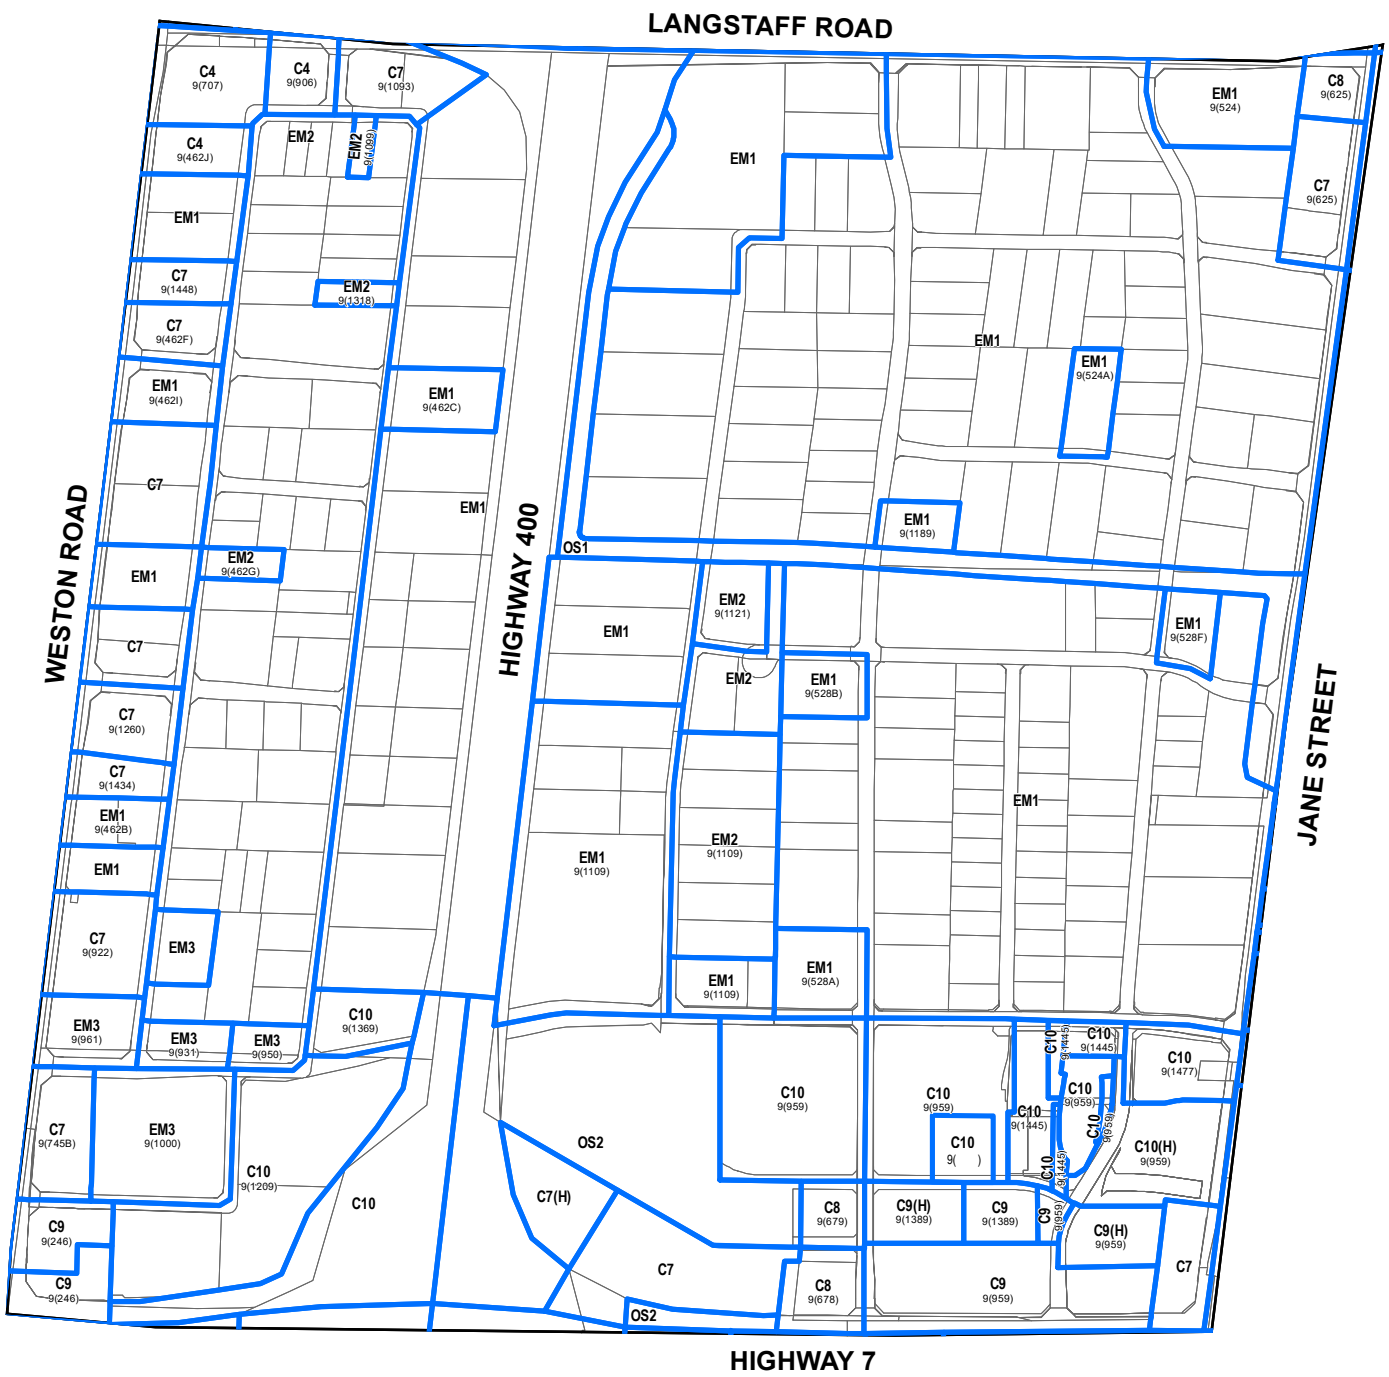 LANGSTAFF ROAD
C4
9(707)
C4
9(906)
C7
9(1093)
C8
9(625)
EM1
9(524)
EM2
EM2
9(1099)
C4
9(462J)
EM1
C7
9(625)
EM1
C7
9(1448)
EM2
9(1318)
C7
9(462F)
EM1
EM1
9(524A)
EM1
9(462I)
EM1
9(462C)
C7
EM1
EM1
9(1189)
WESTON ROAD
HIGHWAY 400
OS1
EM2
9(462G)
EM1
EM2
9(1121)
EM1
EM1
9(528F)
C7
EM2
EM1
9(528B)
JANE STREET
C7
9(1260)
C7
9(1434)
EM1
9(462B)
EM1
EM2
9(1109)
EM1
9(1109)
EM1
C7
9(922)
EM3
EM1
9(1109)
EM1
9(528A)
EM3
9(961)
EM3
9(931)
EM3
9(950)
C10
9(1369)
C10
9(1445)
C10
9(1445)
C10
9(1477)
C10
9(959)
C10
9(959)
C10
9(959)
C10
9(1445)
C10
9(959)
C7
9(745B)
EM3
9(1000)
OS2
C10
9( )
C10(H)
9(959)
C10
9(1209)
C10
9(1445)
C10
C7(H)
C8
9(679)
C9(H)
9(1389)
C9
9(1389)
C9
9(959)
C9(H)
9(959)
C9
9(246)
C7
C7
C9
9(246)
C8
9(678)
C9
9(959)
OS2
HIGHWAY 7